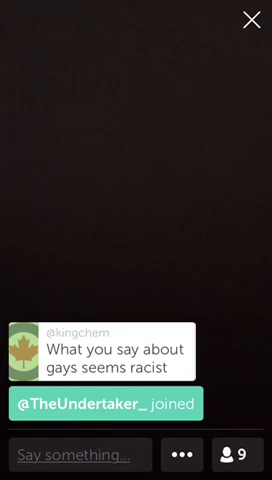 @kingchem
What you say about
gays seems racist
@TheUndertaker_ joined
Say something...
9